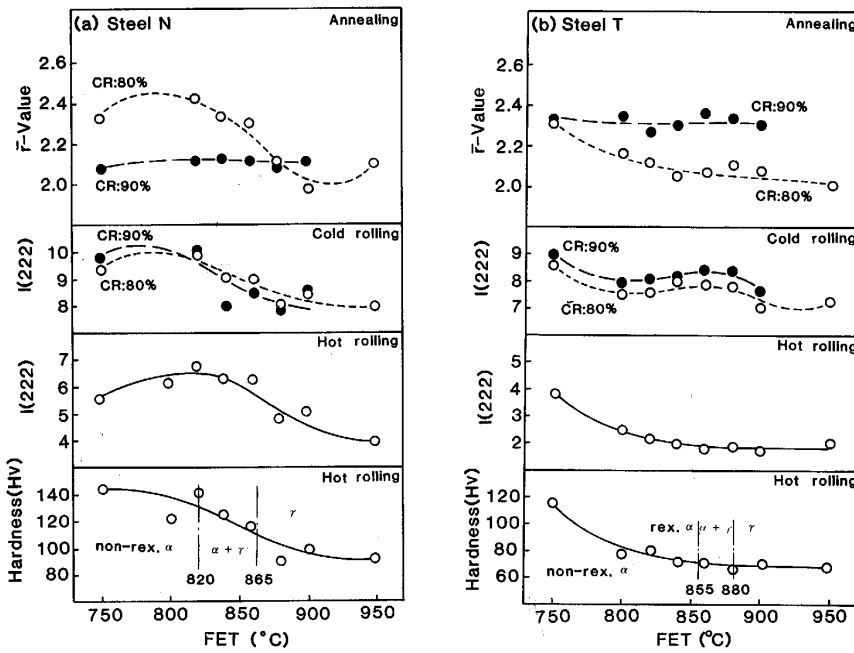 (a) Steel N
Annealing
2.6
2.4
2.2
2.0
r̄-Value
CR:80%
CR:90%
Cold rolling
10
9
8
I(222)
CR:90%
CR:80%
Hot rolling
7
6
5
4
I(222)
Hot rolling
140
120
100
80
Hardness(Hv)
non-rex. α
α + γ
γ
820
865
750
800
850
900
950
FET (°C)
(b) Steel T
Annealing
2.6
2.4
2.2
2.0
r̄-Value
CR:90%
CR:80%
Cold rolling
9
8
7
I(222)
CR:90%
CR:80%
Hot rolling
5
4
3
2
1
I(222)
Hot rolling
120
100
80
60
Hardness(Hv)
rex. α
α + γ
γ
non-rex. α
855
880
750
800
850
900
950
FET (°C)